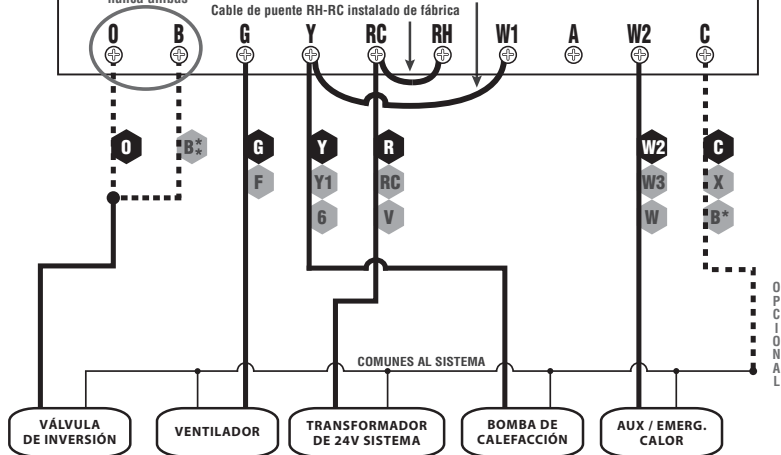 nunca ambas
Cable de puente RH-RC instalado de fábrica
O B G Y RC RH W1 A W2 C
O B** G Y R W2 C
F Y1 RC W3 X
6 V W B*
OPCIONAL
COMUNES AL SISTEMA
VÁLVULA
DE INVERSIÓN
VENTILADOR
TRANSFORMADOR
DE 24V SISTEMA
BOMBA DE
CALEFACCIÓN
AUX / EMERG.
CALOR